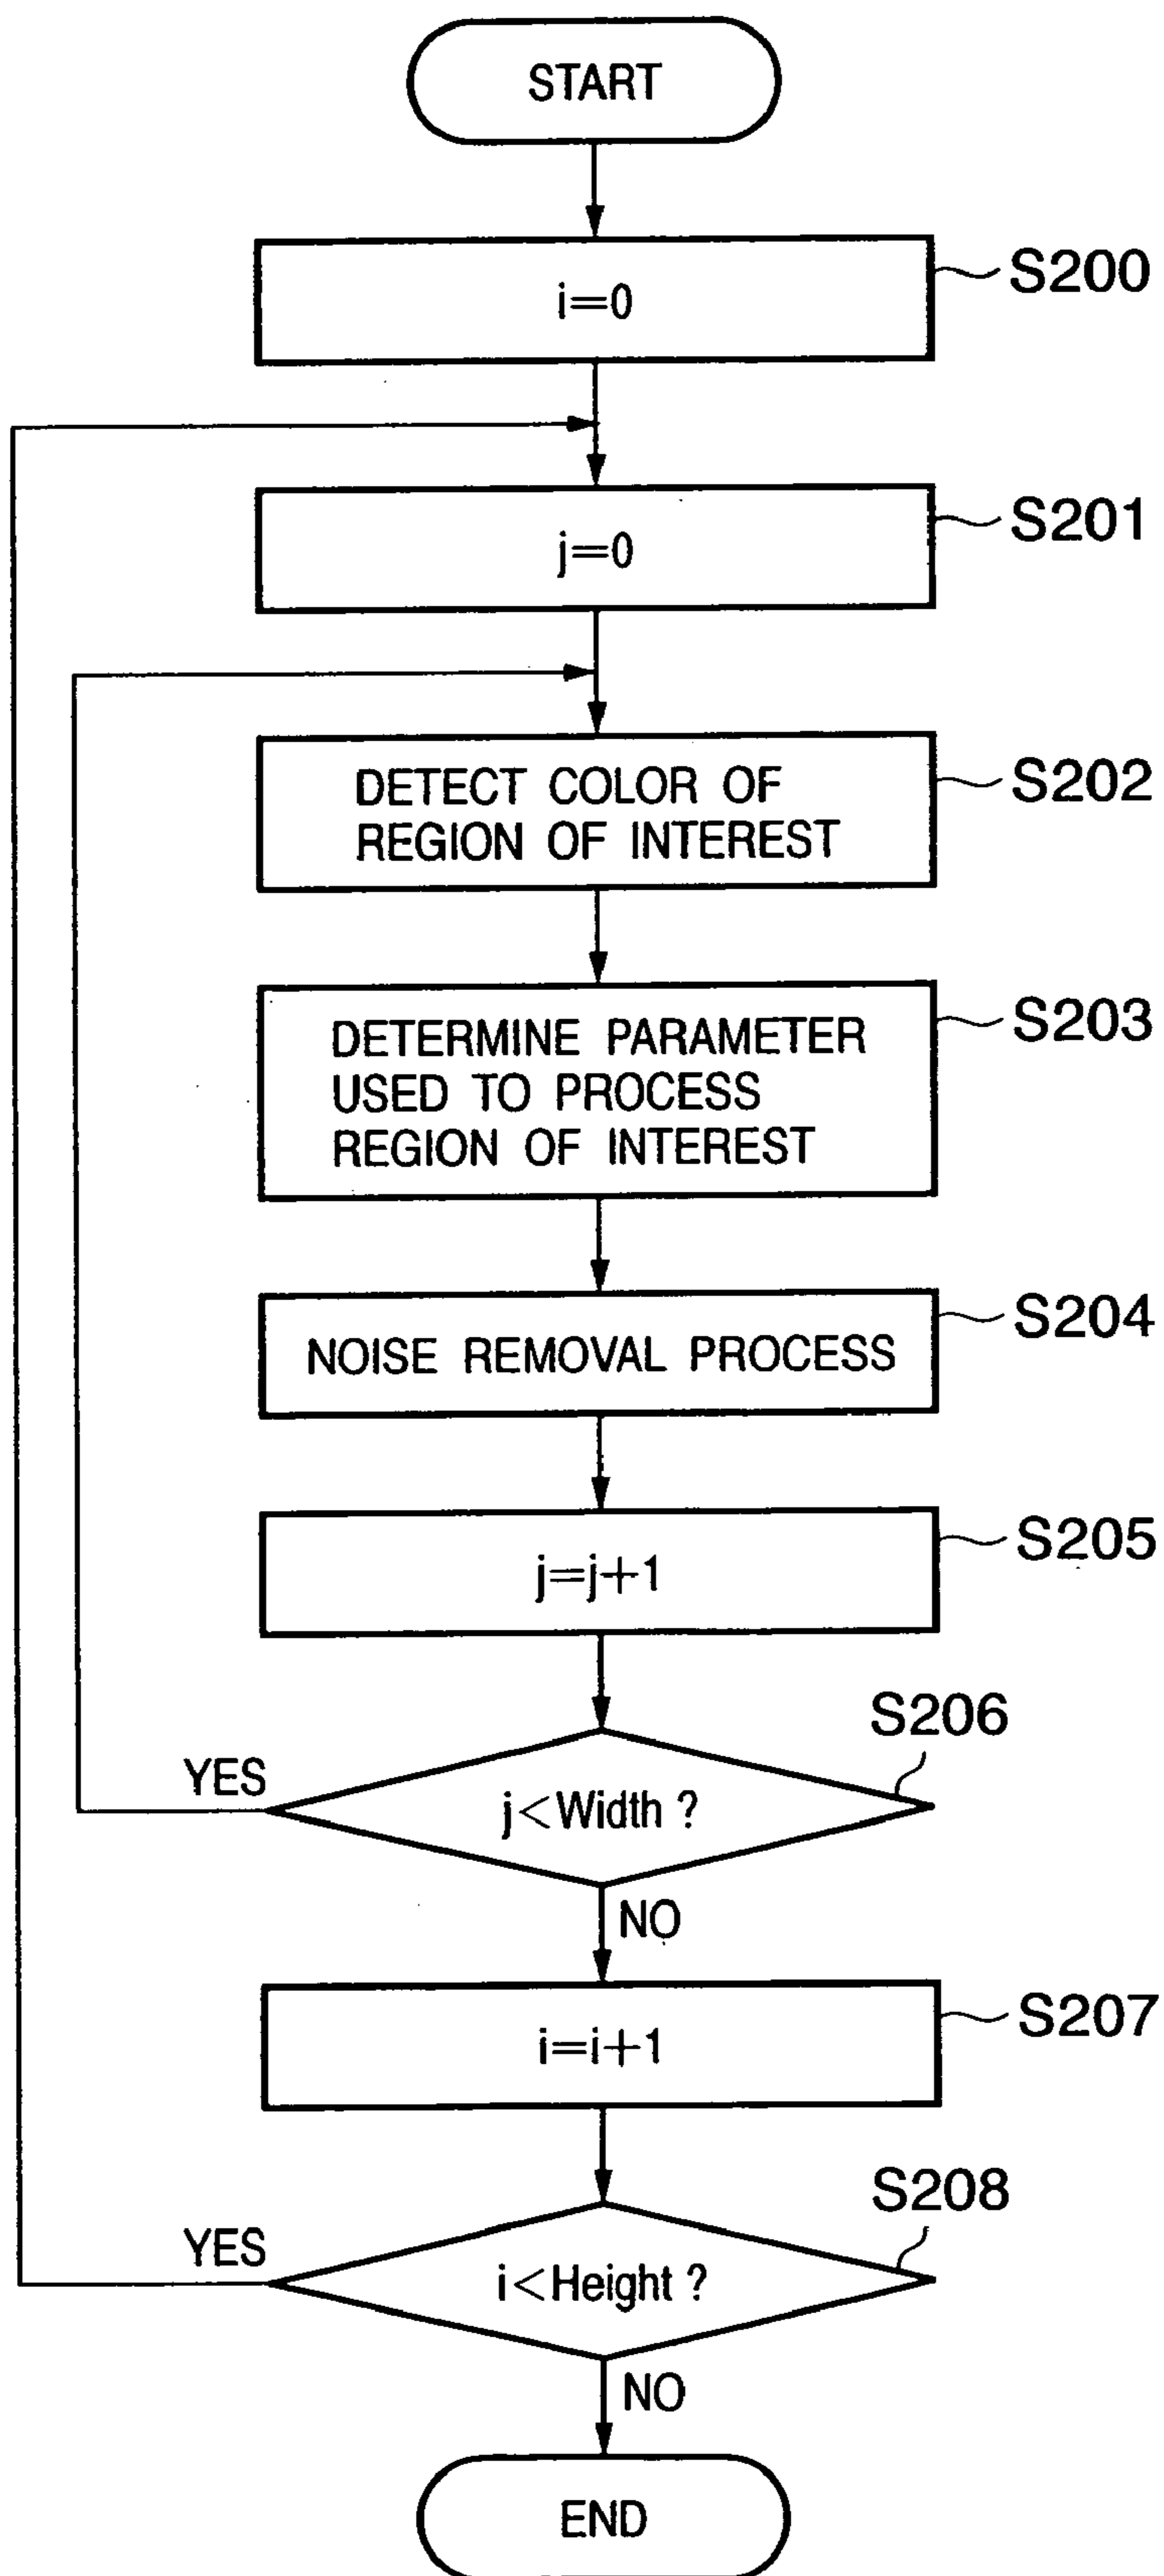 START
i=0
S200
j=0
S201
DETECT COLOR OF
REGION OF INTEREST
S202
DETERMINE PARAMETER
USED TO PROCESS
REGION OF INTEREST
S203
NOISE REMOVAL PROCESS
S204
j=j+1
S205
S206
YES
j<Width ?
NO
i=i+1
S207
S208
YES
i<Height ?
NO
END